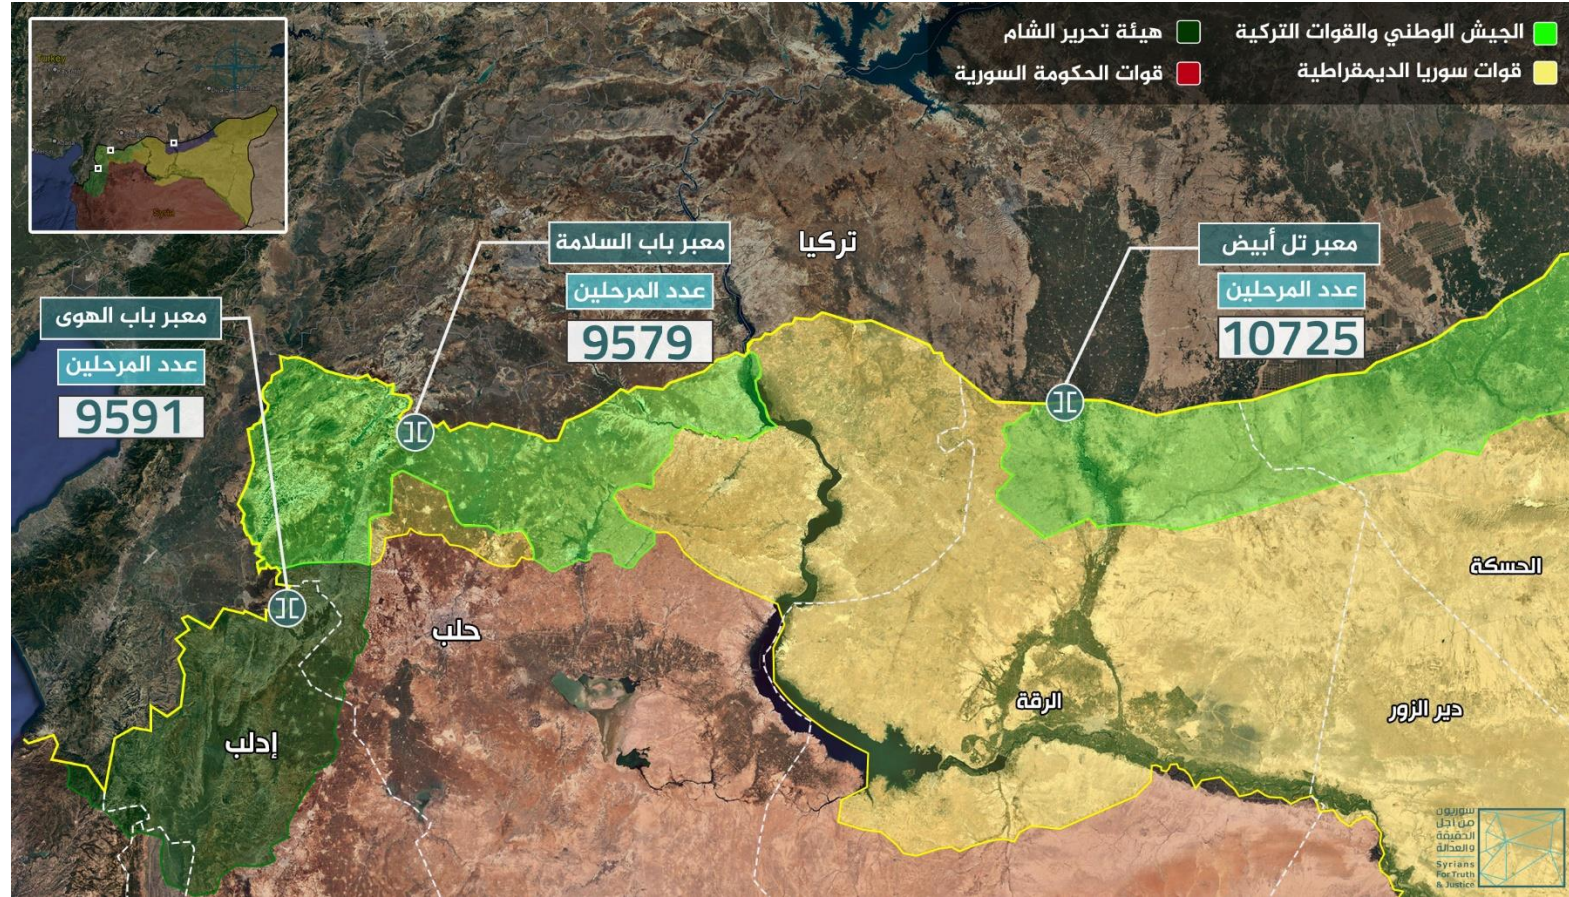 الجيش الوطني والقوات التركية
هيئة تحرير الشام
قوات سوريا الديمقراطية
قوات الحكومة السورية
Turkey
Syria
معبر باب السلامة
عدد المرحلين
9579
تركيا
معبر تل أبيض
عدد المرحلين
10725
معبر باب الهوى
عدد المرحلين
9591
الحسكة
حلب
الرقة
دير الزور
إدلب
سوريون
من أجل
الحقيقة
والعدالة
Syrians
For Truth
& Justice